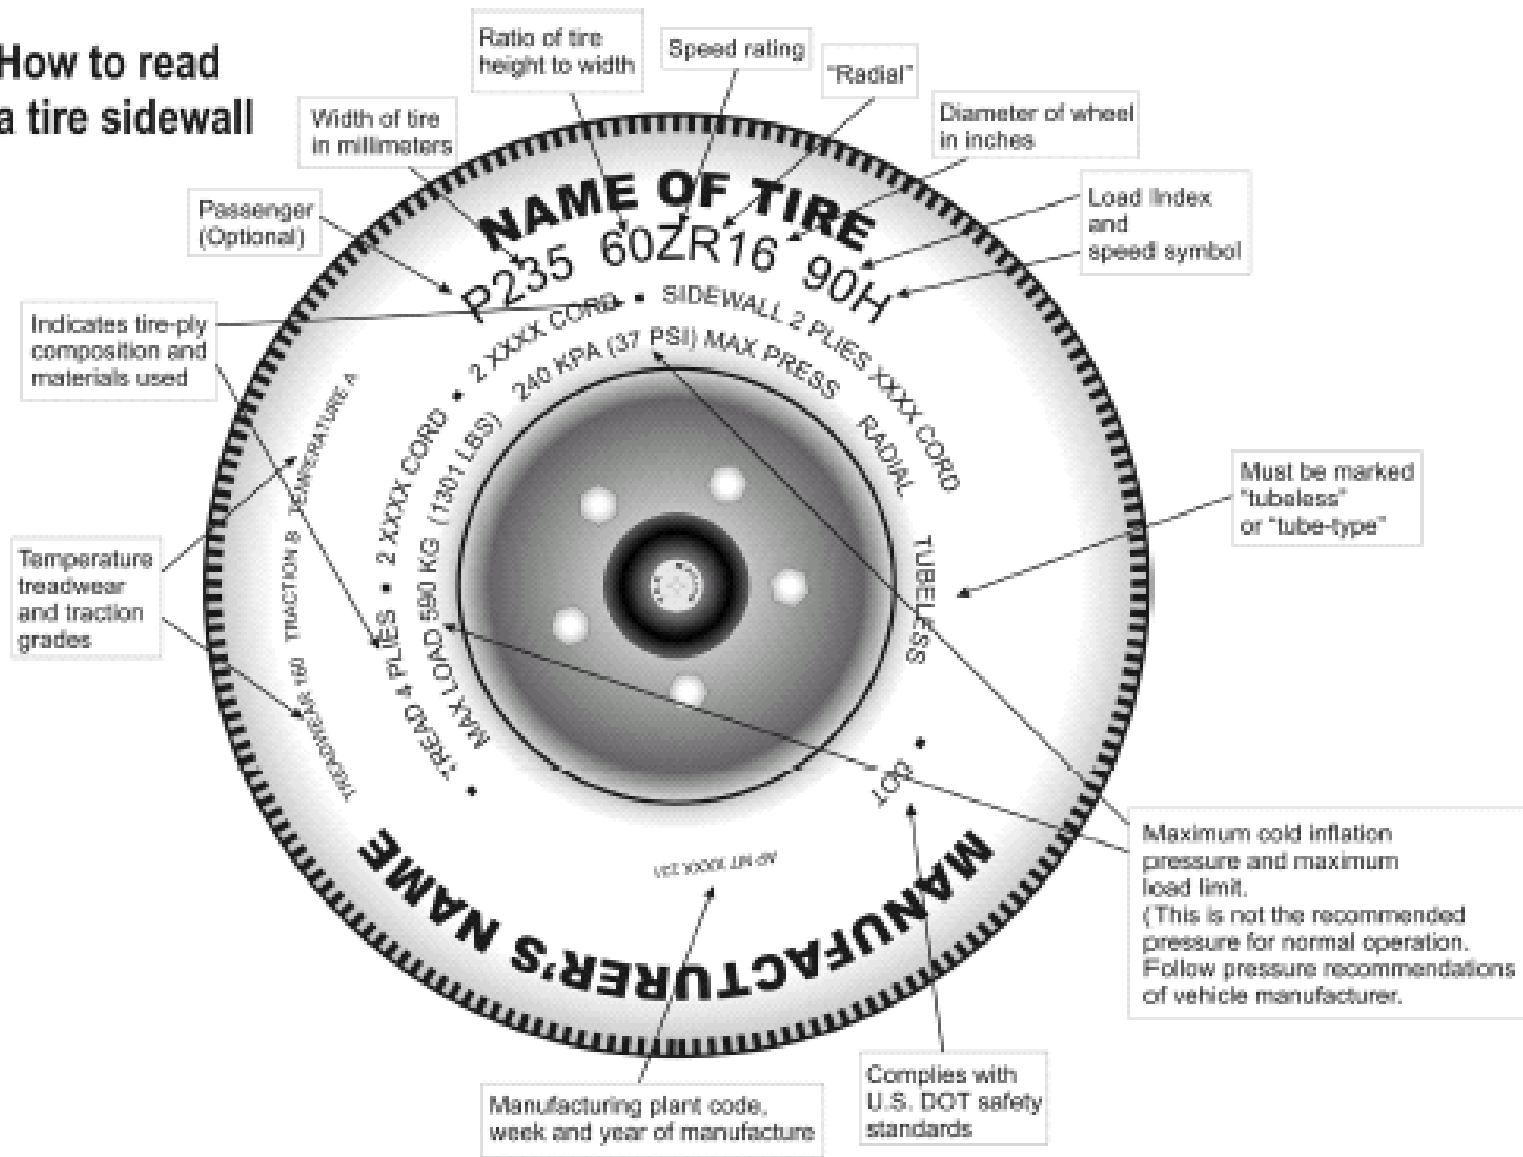 How to read
a tire sidewall
Ratio of tire
height to width
Speed rating
"Radial"
Width of tire
in millimeters
Diameter of wheel
in inches
Passenger
(Optional)
Load Iindex
and
speed symbol
NAME OF TIRE
P235 60ZR16 90H
Indicates tire-ply
composition and
materials used
• TREAD 4 PLIES • 2 XXXX CORD • 2 XXXX CORD • SIDEWALL 2 PLIES XXXX CORD
MAX LOAD 590 KG (1301 LBS) 240 KPA (37 PSI) MAX PRESS RADIAL TUBELESS • DOT
TREADWEAR 160 TRACTION B TEMPERATURE A
Must be marked
"tubeless"
or "tube-type"
Temperature
treadwear
and traction
grades
MANUFACTURER'S NAME
Maximum cold inflation
pressure and maximum
load limit.
(This is not the recommended
pressure for normal operation.
Follow pressure recommendations
of vehicle manufacturer.
Manufacturing plant code,
week and year of manufacture
Complies with
U.S. DOT safety
standards